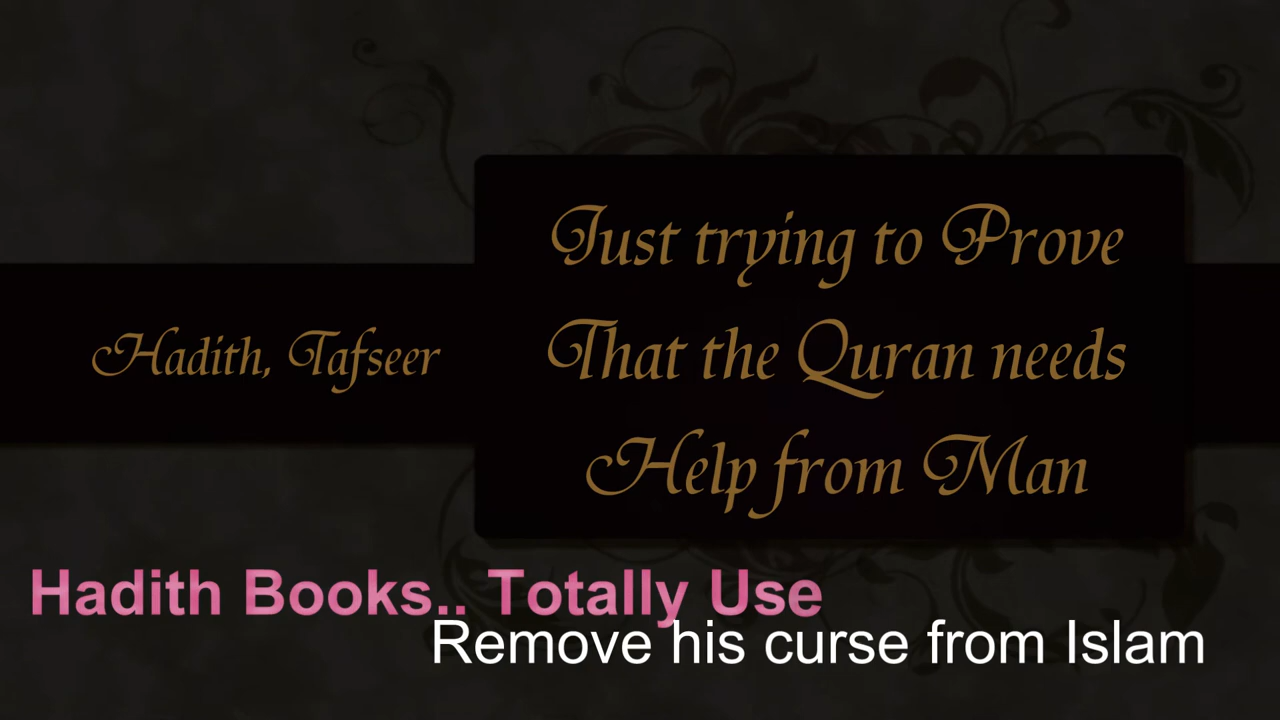 Just trying to Prove
That the Quran needs
Help from Man
Hadith, Tafseer
Hadith Books.. Totally Use
Remove his curse from Islam